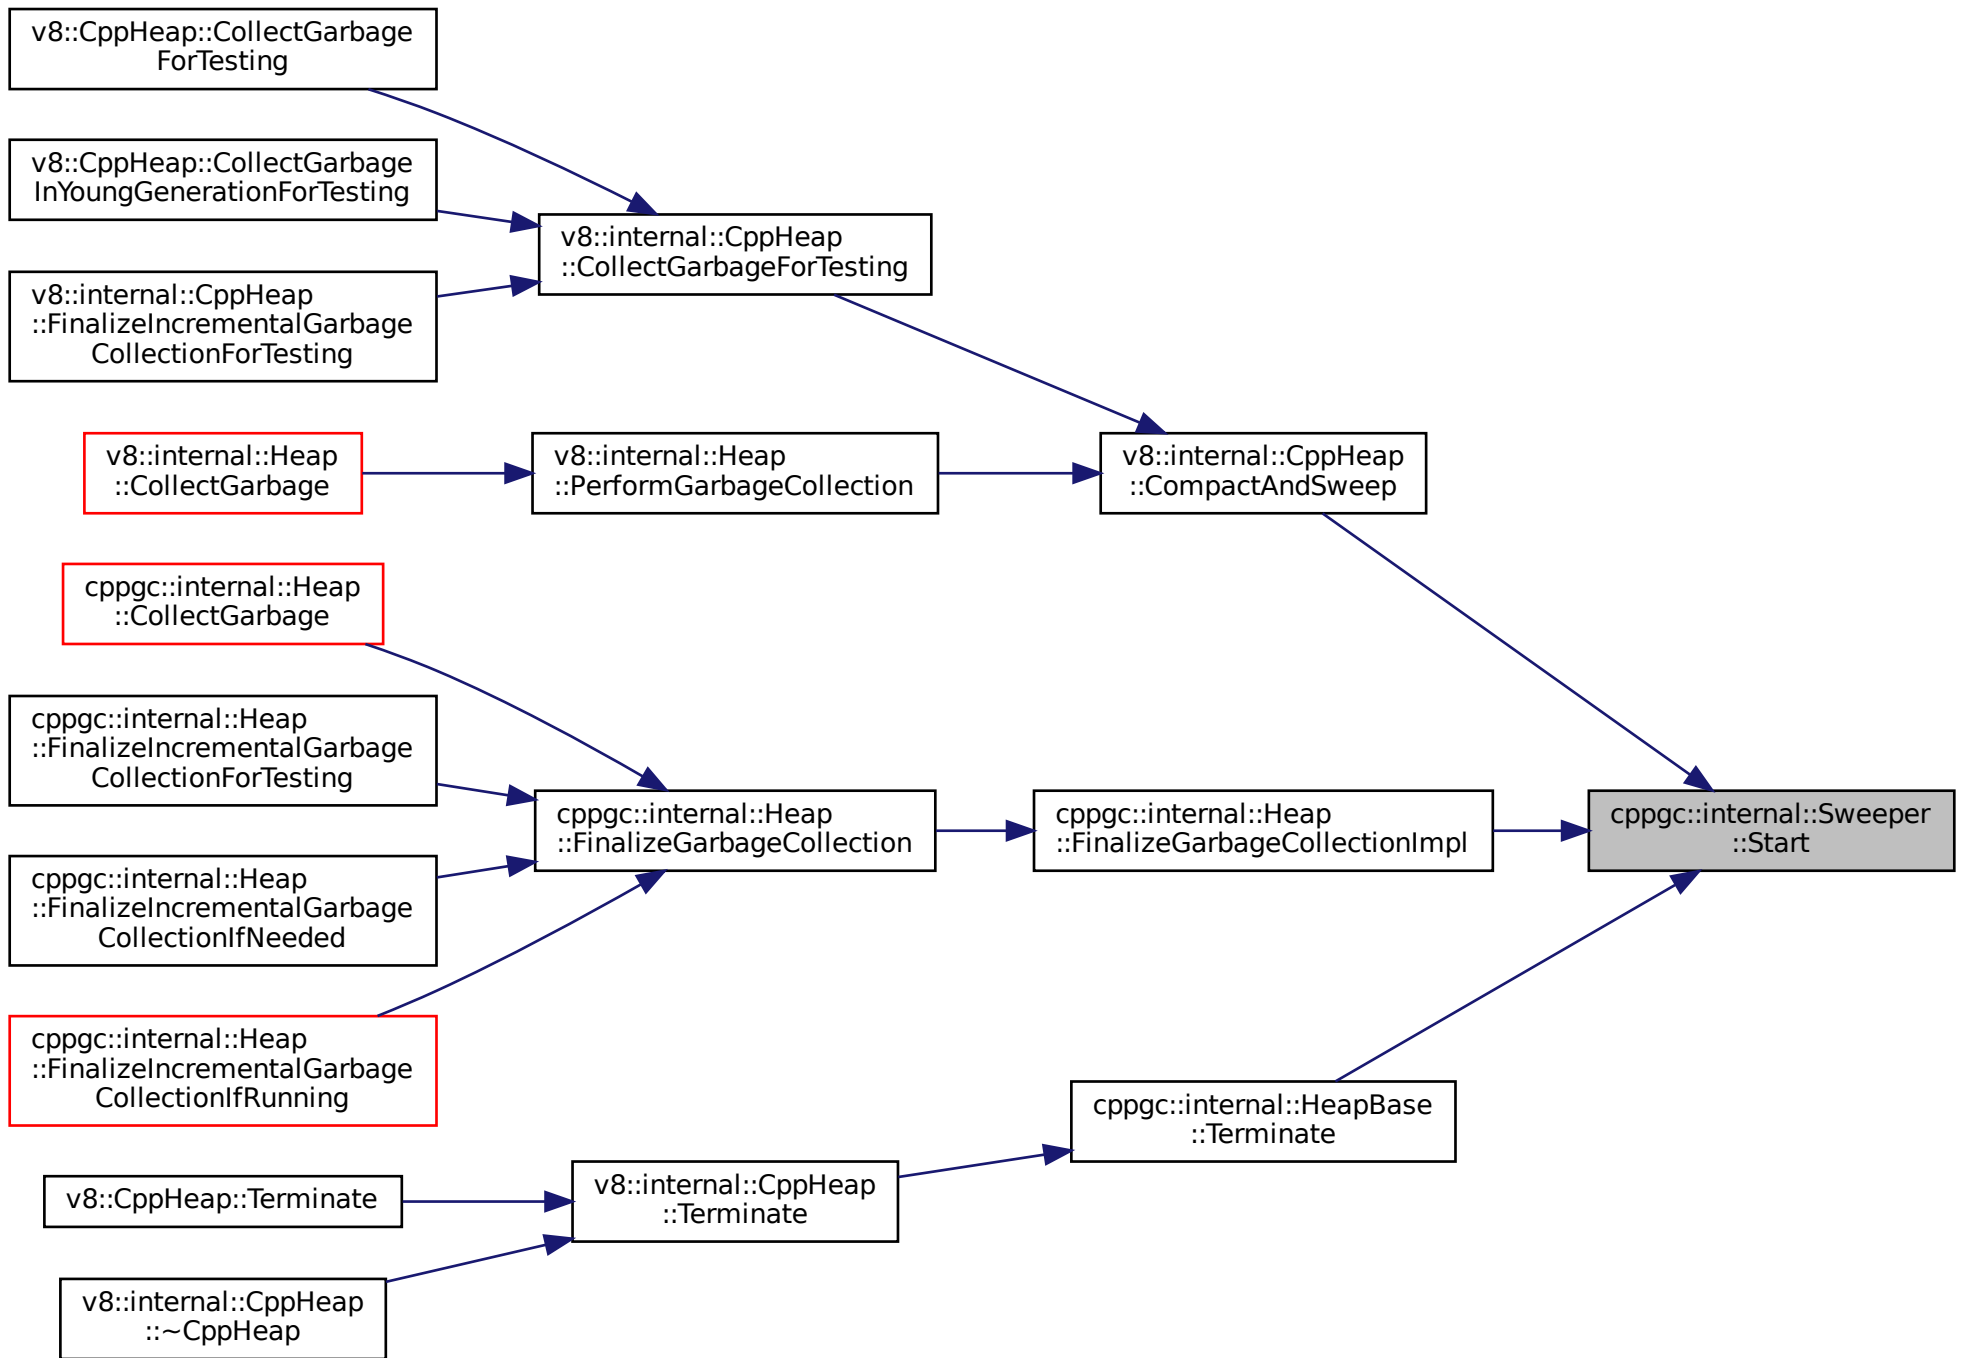 v8::CppHeap::CollectGarbage
ForTesting
v8::CppHeap::CollectGarbage
InYoungGenerationForTesting
v8::internal::CppHeap
::FinalizeIncrementalGarbage
CollectionForTesting
v8::internal::CppHeap
::CollectGarbageForTesting
v8::internal::Heap
::CollectGarbage
v8::internal::Heap
::PerformGarbageCollection
v8::internal::CppHeap
::CompactAndSweep
cppgc::internal::Heap
::CollectGarbage
cppgc::internal::Heap
::FinalizeIncrementalGarbage
CollectionForTesting
cppgc::internal::Heap
::FinalizeIncrementalGarbage
CollectionIfNeeded
cppgc::internal::Heap
::FinalizeIncrementalGarbage
CollectionIfRunning
cppgc::internal::Heap
::FinalizeGarbageCollection
cppgc::internal::Heap
::FinalizeGarbageCollectionImpl
cppgc::internal::Sweeper
::Start
cppgc::internal::HeapBase
::Terminate
v8::internal::CppHeap
::Terminate
v8::CppHeap::Terminate
v8::internal::CppHeap
::~CppHeap